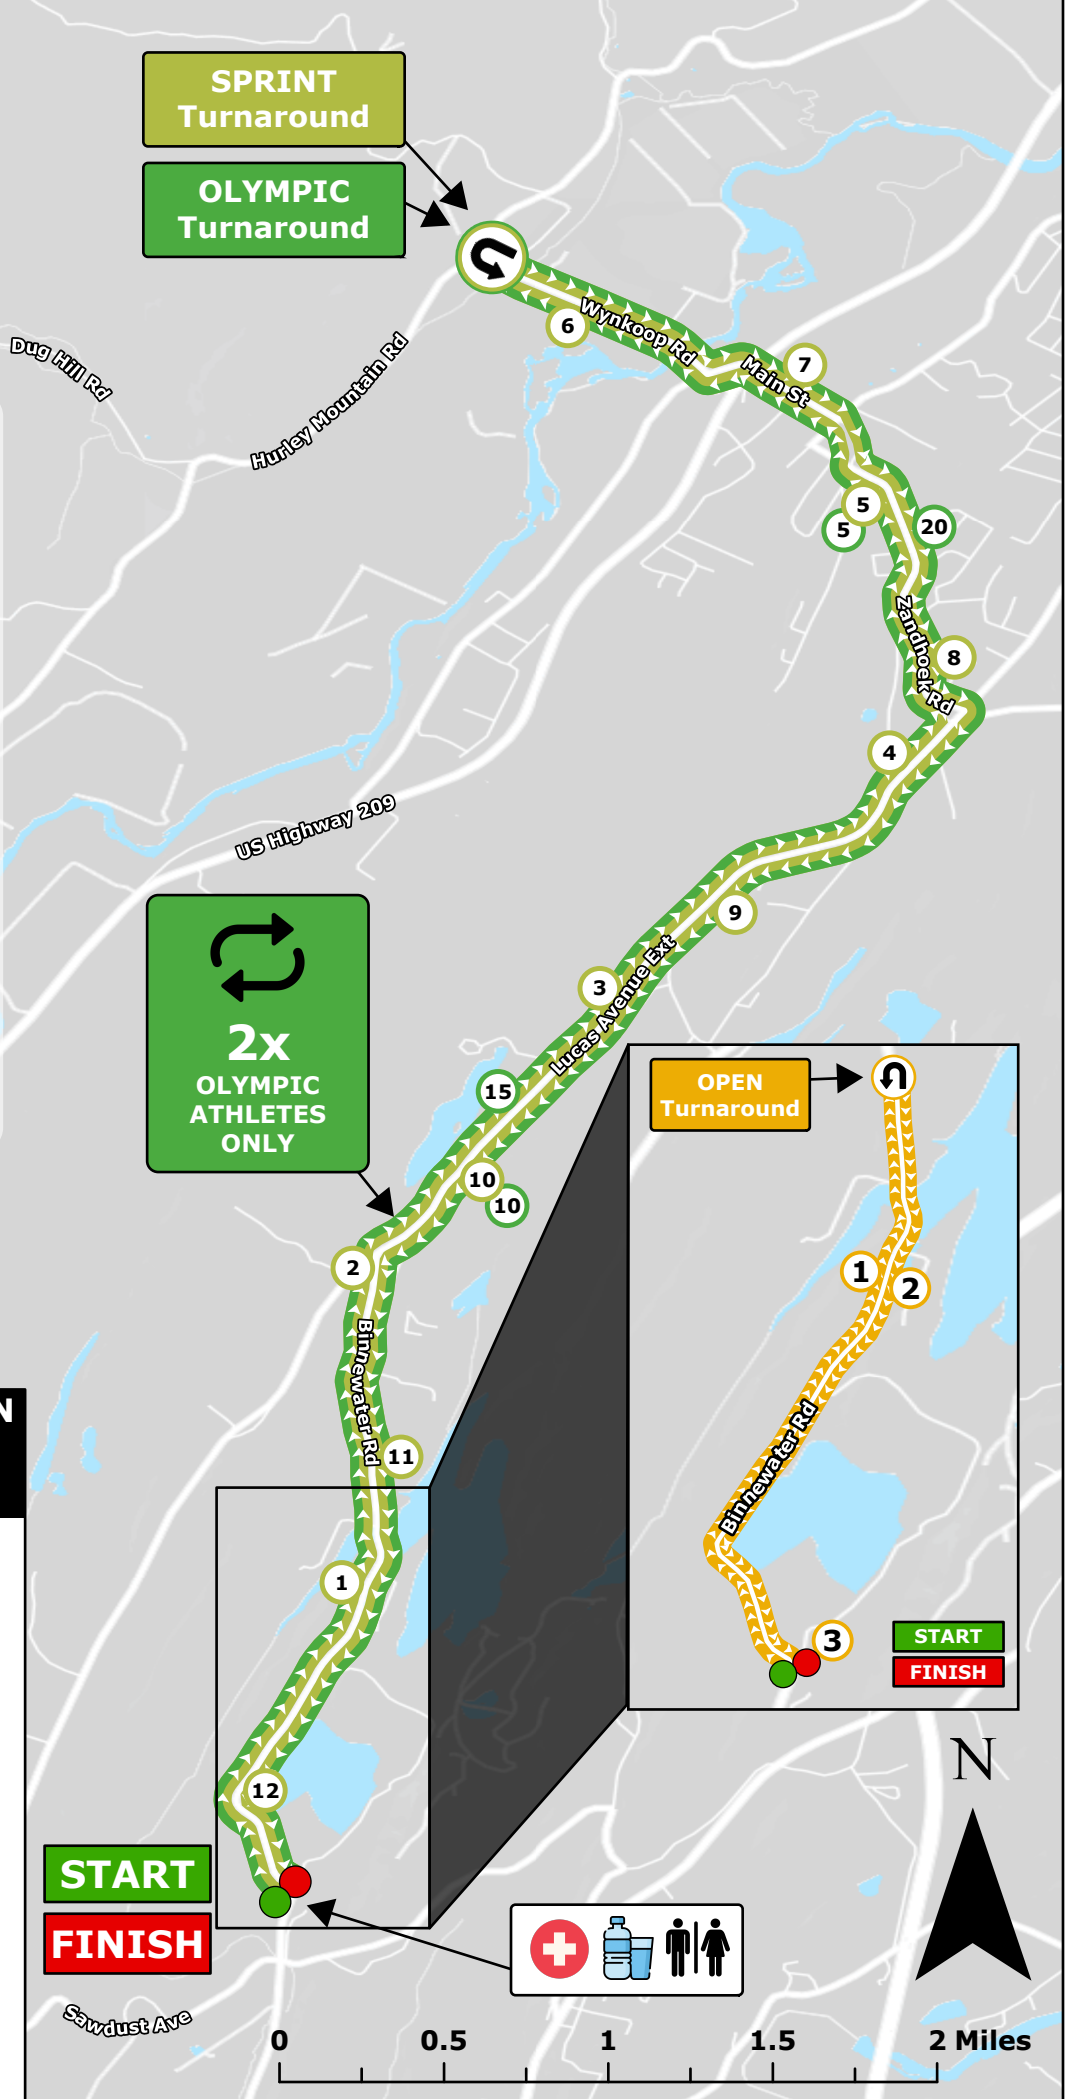 SPRINT
Turnaround
OLYMPIC
Turnaround
6
Wynkoop Rd
7
Main St
Dug Hill Rd
Hurley Mountain Rd
5
5
20
Zandhoek Rd
8
4
US Highway 209
9
2x
OLYMPIC
ATHLETES
ONLY
3
Lucas Avenue Ext
15
10
10
2
Binnewater Rd
11
1
12
OPEN
Turnaround
1
2
Binnewater Rd
3
START
FINISH
N
N
START
FINISH
Sawdust Ave
0 0.5 1 1.5 2 Miles